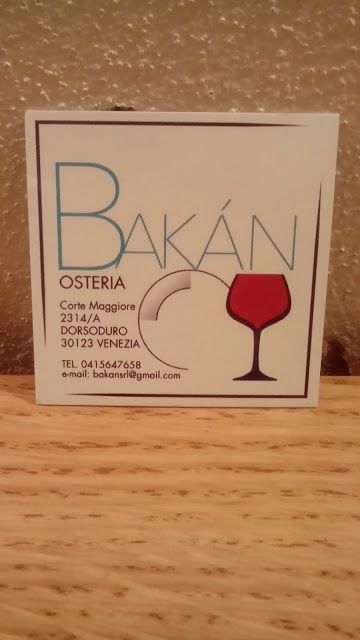 BAKÁN
OSTERIA
Corte Maggiore
2314/A
DORSODURO
30123 VENEZIA
TEL. 0415647658
e-mail: bakansrl@gmail.com